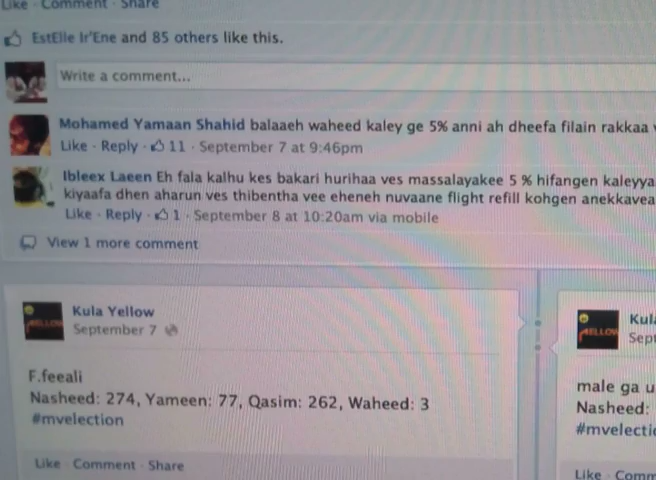 Like · Comment · Share
EstElle Ir'Ene and 85 others like this.
Write a comment...
Mohamed Yamaan Shahid balaaeh waheed kaley ge 5% anni ah dheefa filain rakkaa
Like · Reply · 11 · September 7 at 9:46pm
Ibleex Laeen Eh fala kalhu kes bakari hurihaa ves massalayakee 5 % hifangen kaleyya
kiyaafa dhen aharun ves thibentha vee eheneh nuvaane flight refill kohgen anekkavea
Like · Reply · 1 · September 8 at 10:20am via mobile
View 1 more comment
YELLOW
Kula Yellow
September 7
F.feeali
Nasheed: 274, Yameen: 77, Qasim: 262, Waheed: 3
#mvelection
Like · Comment · Share
YELLOW
Kul
Sept
male ga u
Nasheed:
#mvelectic
Like · Comm